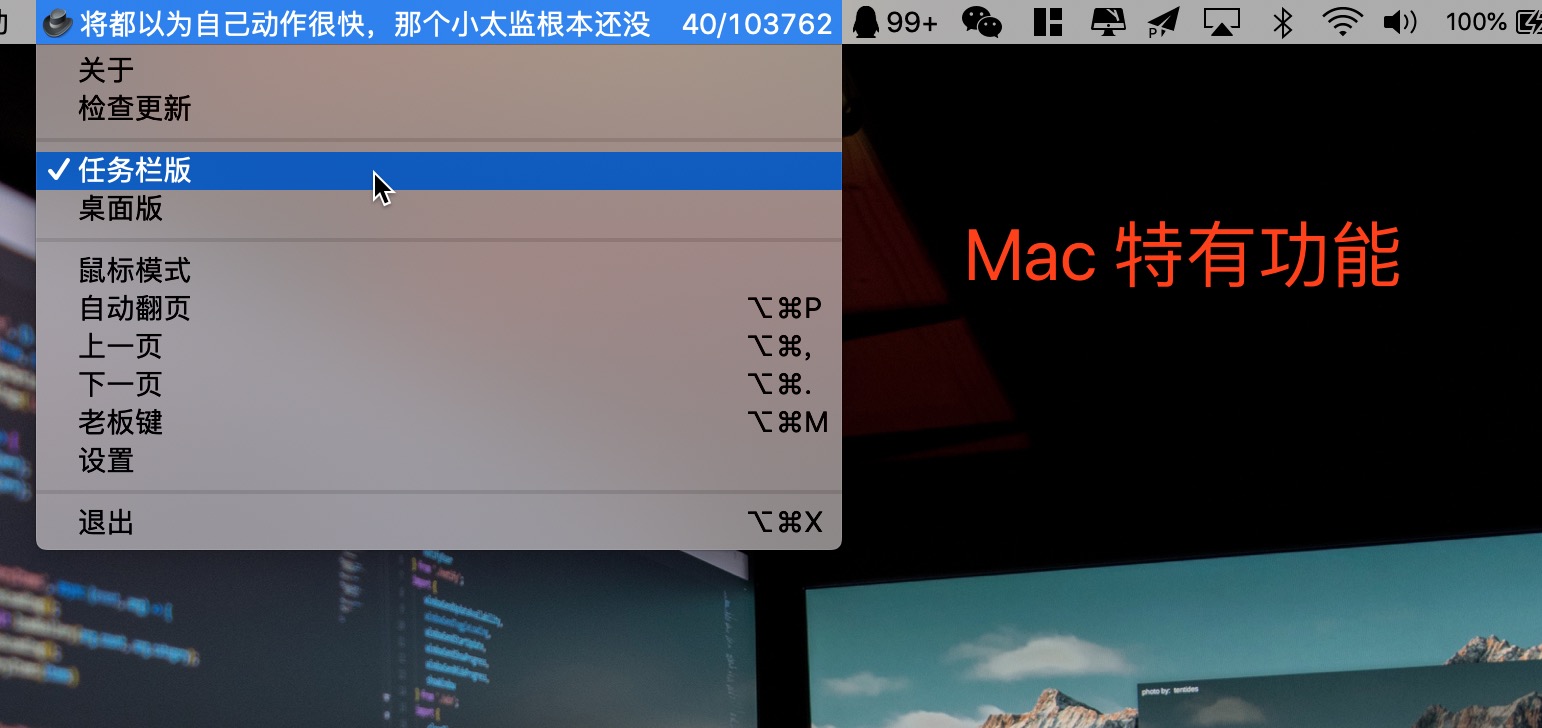 将都以为自己动作很快，那个小太监根本还没 40/103762 99+ 100%
关于
检查更新
✓ 任务栏版
桌面版
鼠标模式
自动翻页 ⌥⌘P
上一页 ⌥⌘,
下一页 ⌥⌘.
老板键 ⌥⌘M
设置
退出 ⌥⌘X
Mac 特有功能
photo by: tentides